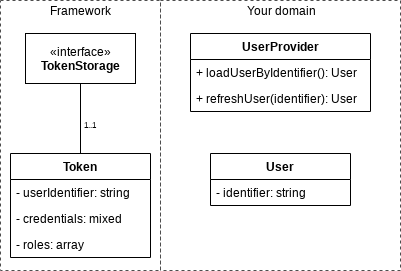 Framework
«interface»
TokenStorage
1..1
Token
- userIdentifier: string
- credentials: mixed
- roles: array
Your domain
UserProvider
+ loadUserByIdentifier(): User
+ refreshUser(identifier): User
User
- identifier: string